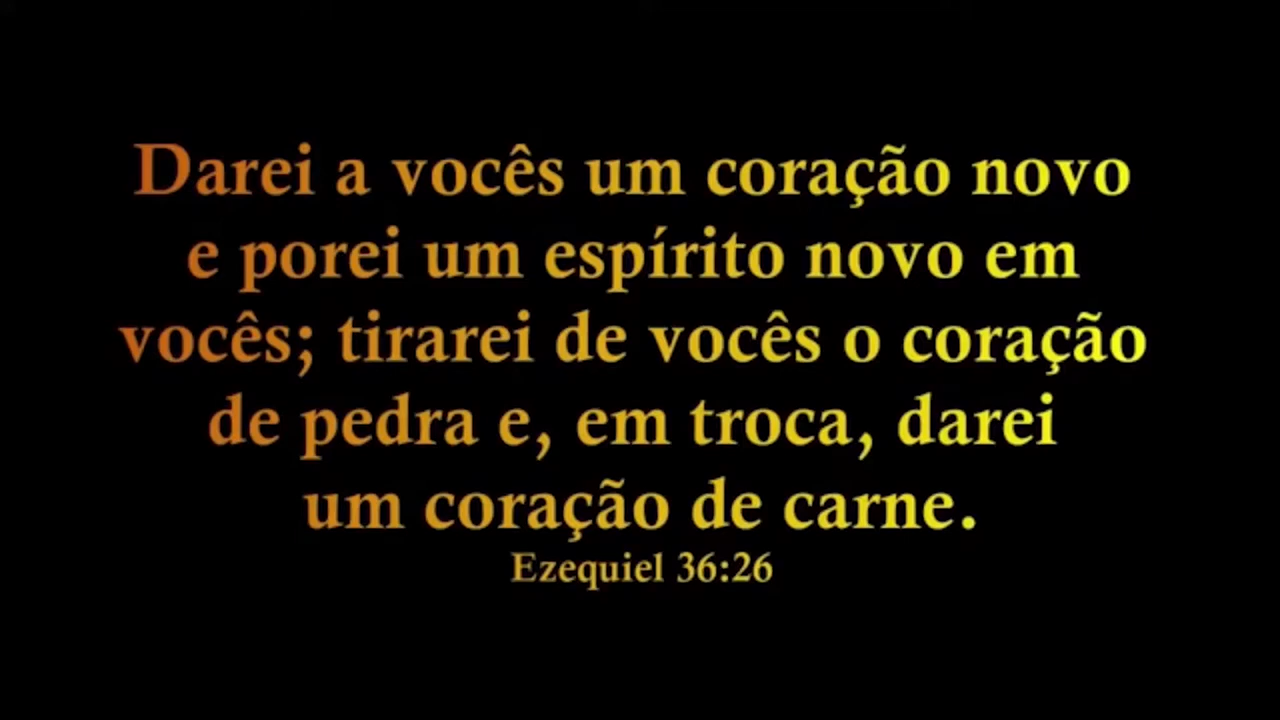 Darei a vocês um coração novo
e porei um espírito novo em
vocês; tirarei de vocês o coração
de pedra e, em troca, darei
um coração de carne.
Ezequiel 36:26